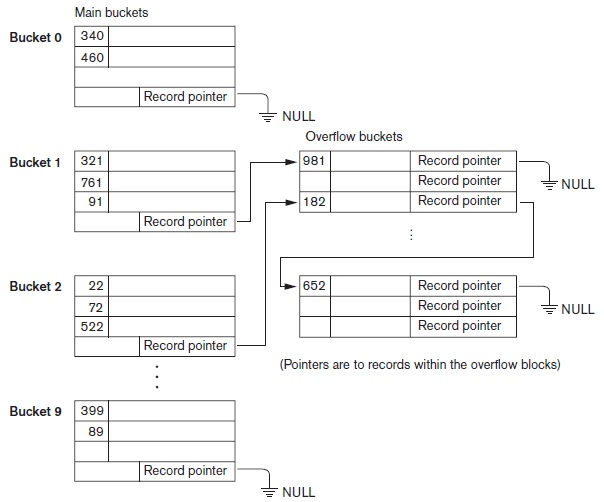 Main buckets
Bucket 0
340
460
Record pointer
NULL
Overflow buckets
Bucket 1
321
761
91
Record pointer
981
Record pointer
Record pointer
182
Record pointer
NULL
Bucket 2
22
72
522
Record pointer
652
Record pointer
Record pointer
Record pointer
NULL
(Pointers are to records within the overflow blocks)
Bucket 9
399
89
Record pointer
NULL